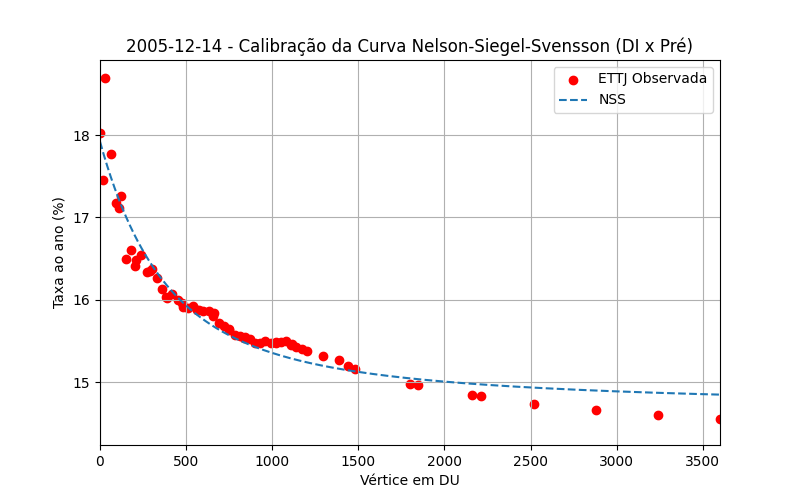 2005-12-14 - Calibração da Curva Nelson-Siegel-Svensson (DI x Pré)
ETTJ Observada
NSS
Taxa ao ano (%)
18
17
16
15
0 500 1000 1500 2000 2500 3000 3500
Vértice em DU